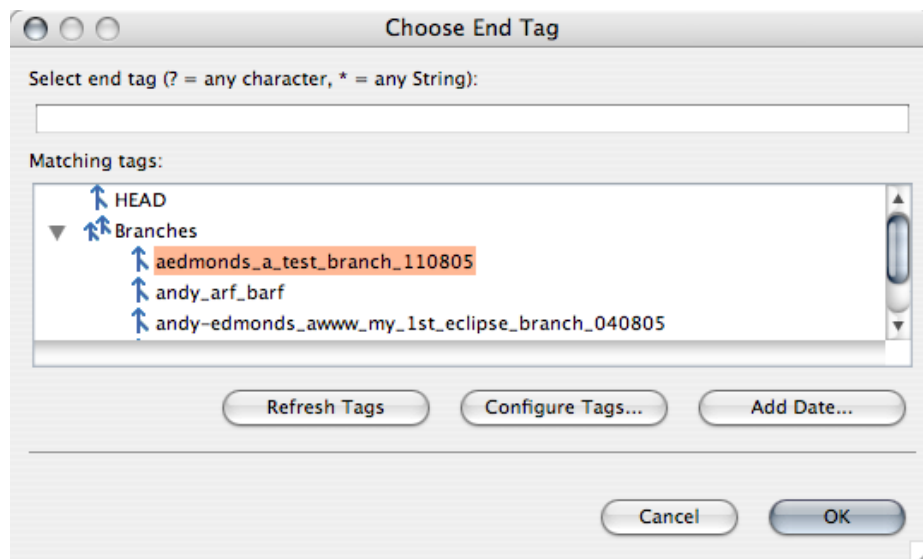 Choose End Tag
Select end tag (? = any character, * = any String):
Matching tags:
HEAD
Branches
aedmonds_a_test_branch_110805
andy_arf_barf
andy-edmonds_awww_my_1st_eclipse_branch_040805
Refresh Tags
Configure Tags...
Add Date...
Cancel
OK